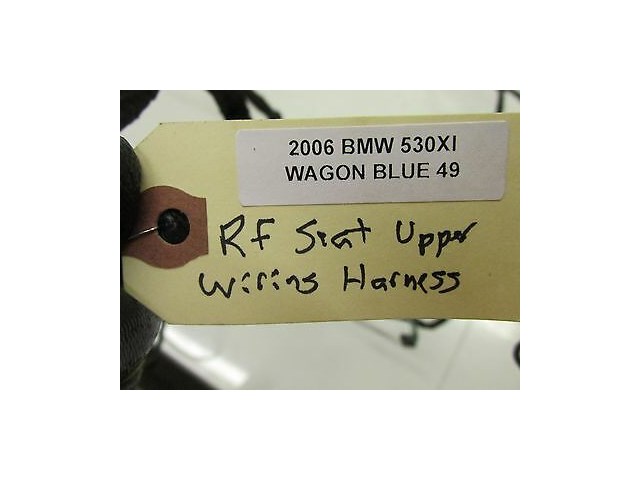 2006 BMW 530XI
WAGON BLUE 49
RF Seat Upper
Wiring Harness